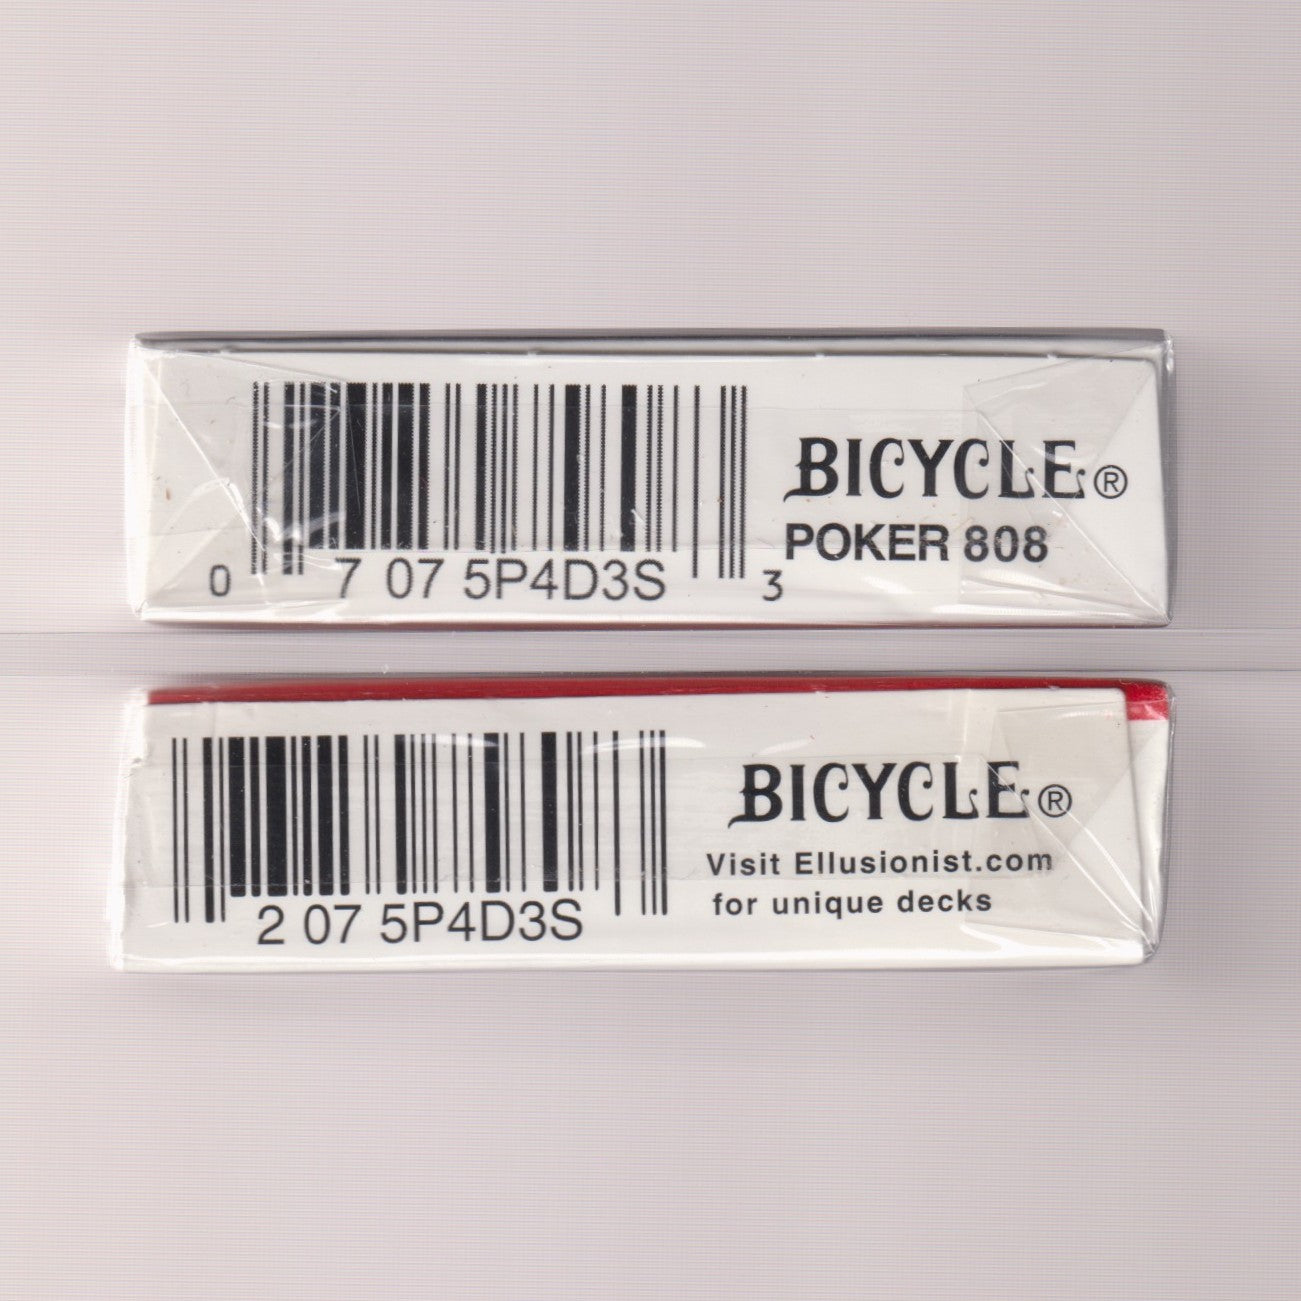 BICYCLE®
POKER 808
0 7 07 5P4D3S 3
BICYCLE®
Visit Ellusionist.com
for unique decks
2 07 5P4D3S